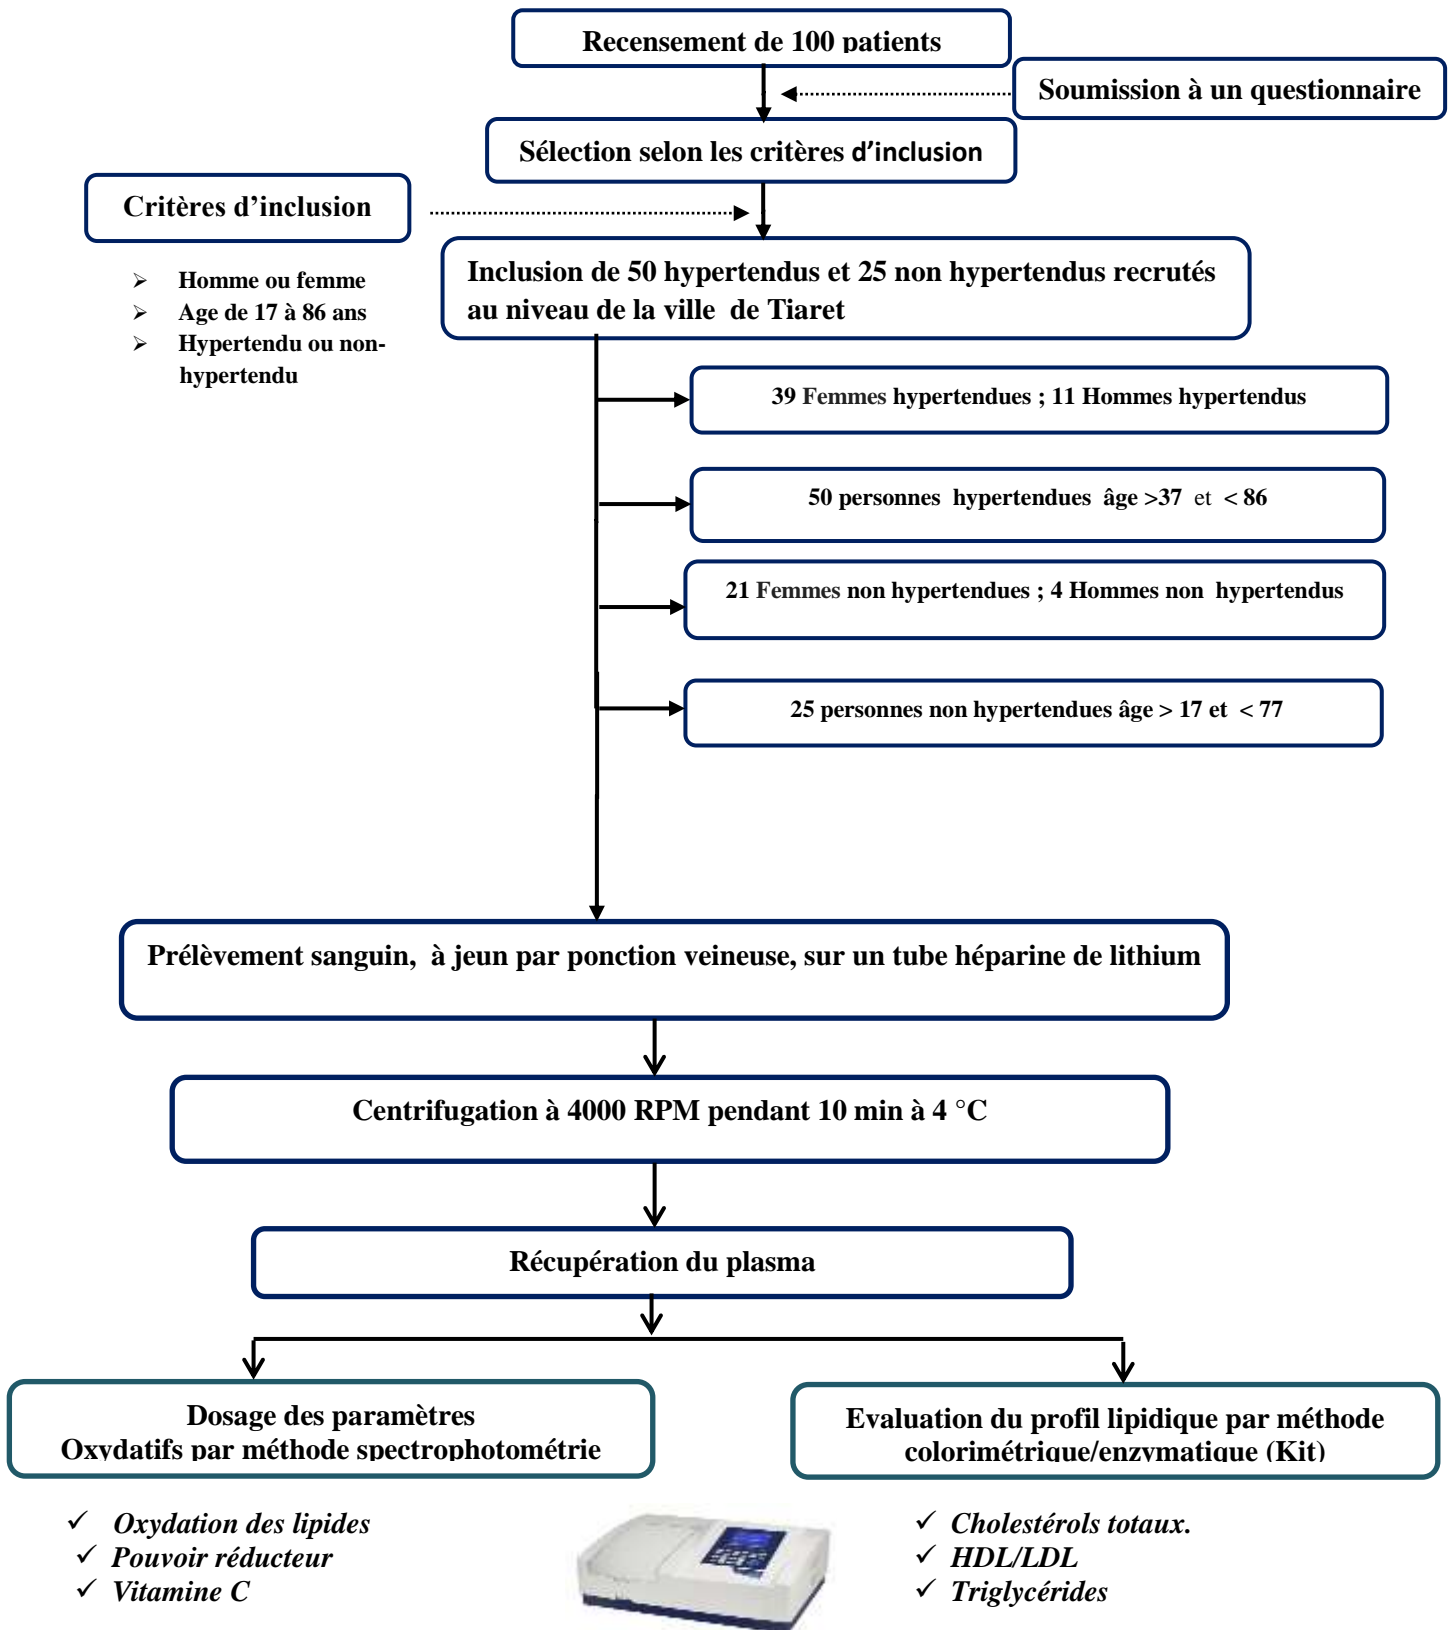 Recensement de 100 patients
Soumission à un questionnaire
Sélection selon les critères d’inclusion
Critères d’inclusion
➢ Homme ou femme
➢ Age de 17 à 86 ans
➢ Hypertendu ou non-
hypertendu
Inclusion de 50 hypertendus et 25 non hypertendus recrutés
au niveau de la ville de Tiaret
39 Femmes hypertendues ; 11 Hommes hypertendus
50 personnes hypertendues âge >37 et < 86
21 Femmes non hypertendues ; 4 Hommes non hypertendus
25 personnes non hypertendues âge > 17 et < 77
Prélèvement sanguin, à jeun par ponction veineuse, sur un tube héparine de lithium
Centrifugation à 4000 RPM pendant 10 min à 4 °C
Récupération du plasma
Dosage des paramètres
Oxydatifs par méthode spectrophotométrie
✓ Oxydation des lipides
✓ Pouvoir réducteur
✓ Vitamine C
Evaluation du profil lipidique par méthode
colorimétrique/enzymatique (Kit)
✓ Cholestérols totaux.
✓ HDL/LDL
✓ Triglycérides